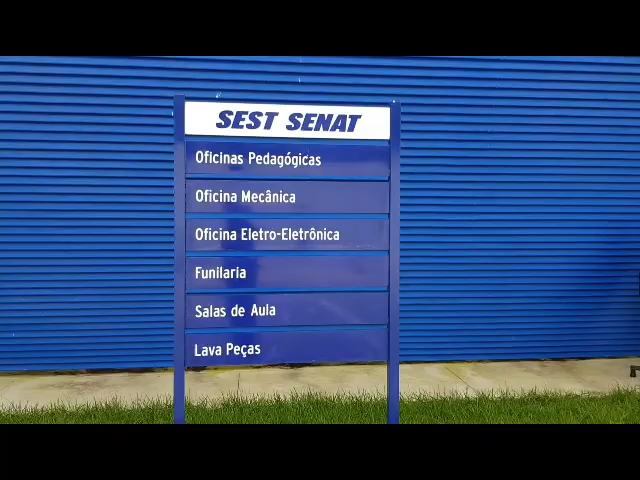 SEST SENAT
Oficinas Pedagógicas
Oficina Mecânica
Oficina Eletro-Eletrônica
Funilaria
Salas de Aula
Lava Peças